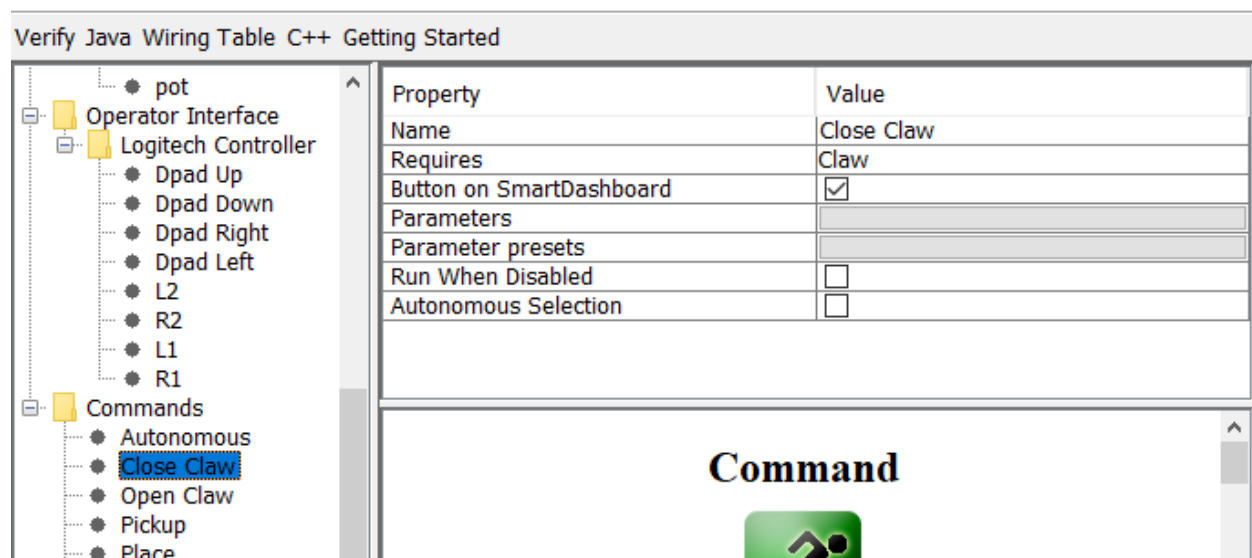 Verify Java Wiring Table C++ Getting Started
pot
Operator Interface
Logitech Controller
Dpad Up
Dpad Down
Dpad Right
Dpad Left
L2
R2
L1
R1
Commands
Autonomous
Close Claw
Open Claw
Pickup
Place
Property Value
Name Close Claw
Requires Claw
Button on SmartDashboard
Parameters
Parameter presets
Run When Disabled
Autonomous Selection
Command